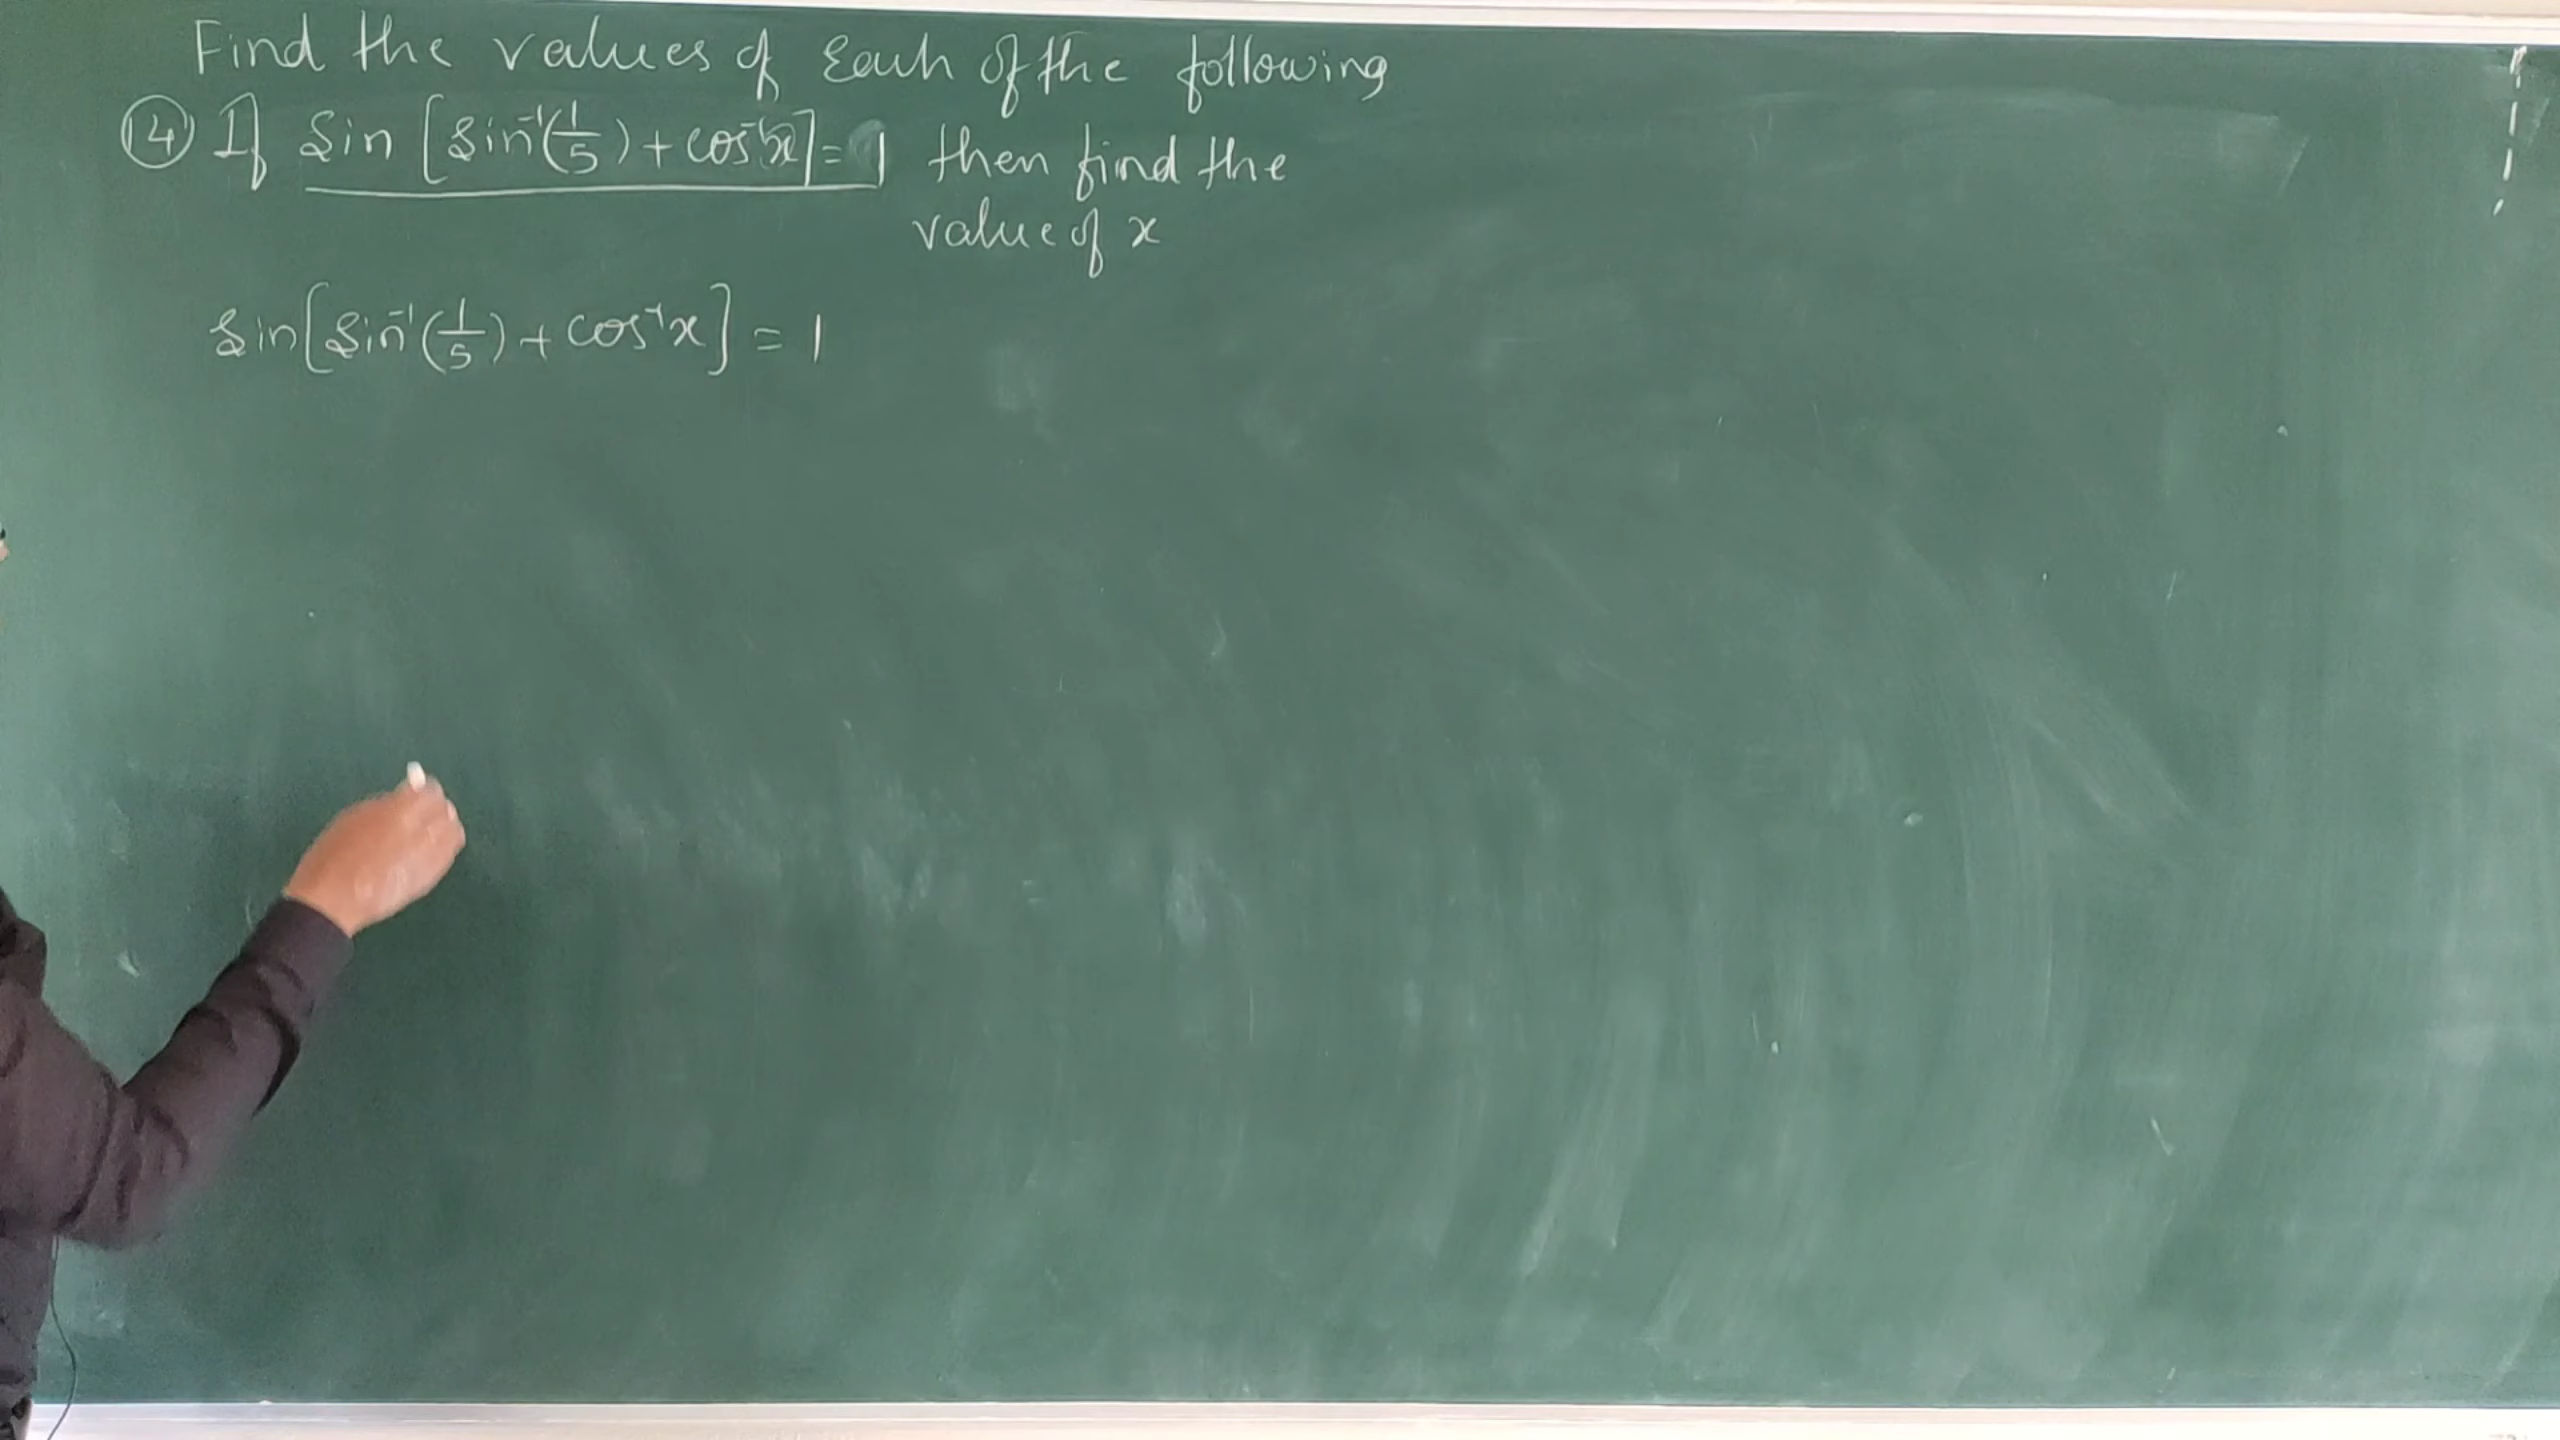 Find the values of Each of the following
(14) If sin [sin⁻¹(1/5) + cos⁻¹x] = 1 then find the
value of x
sin[sin⁻¹(1/5) + cos⁻¹x] = 1